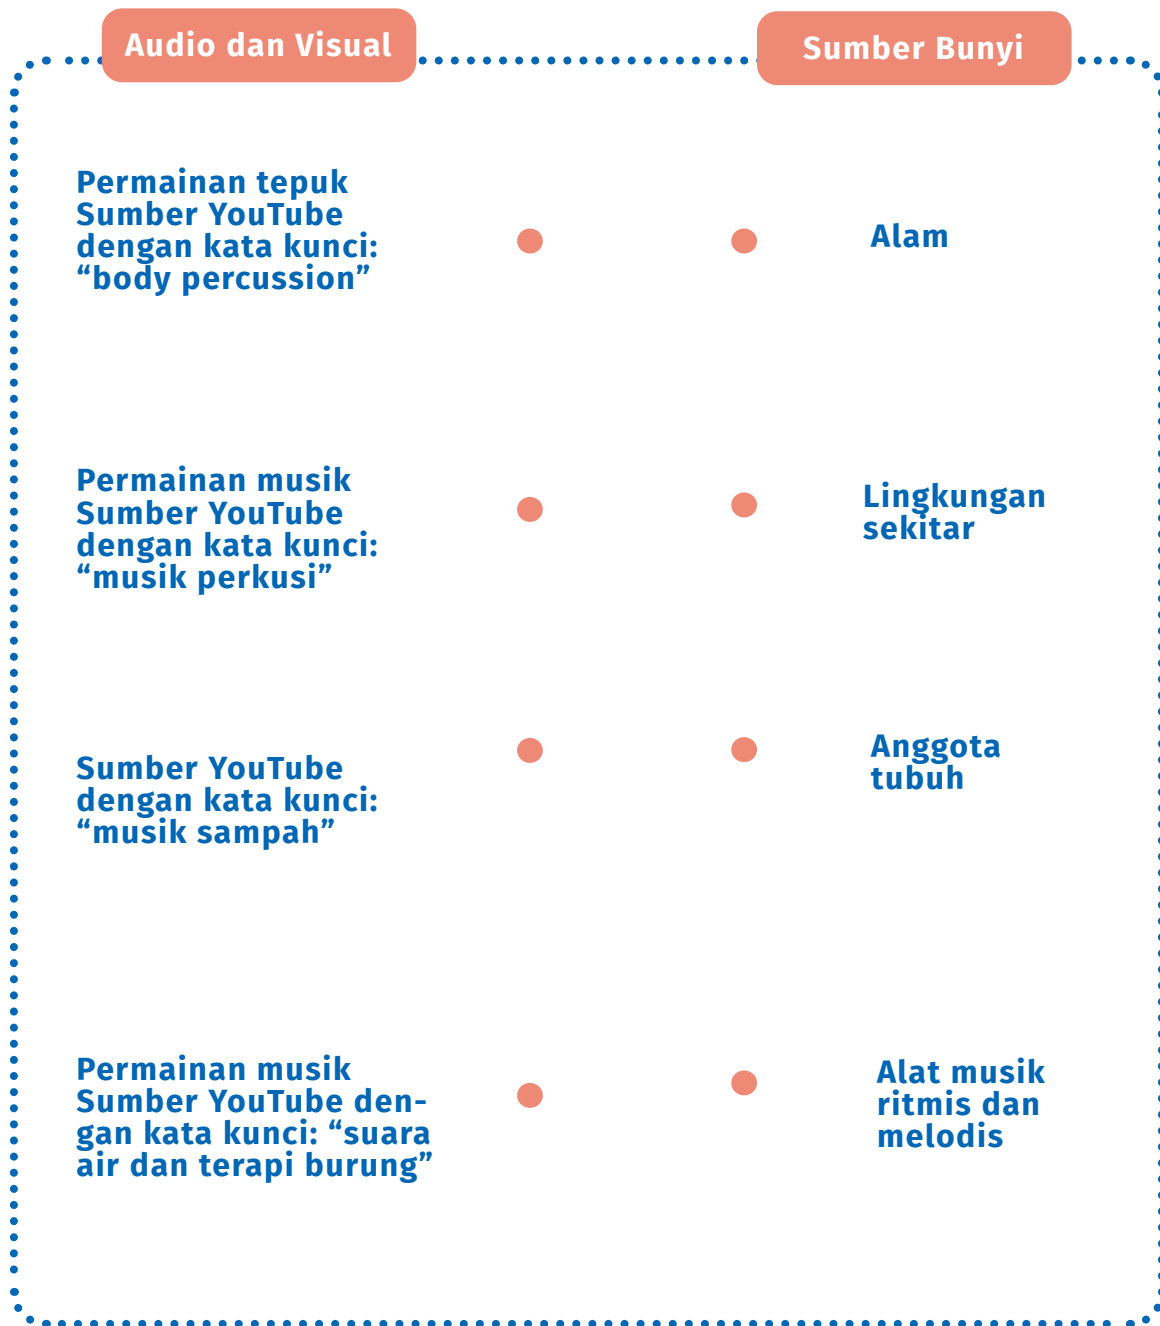 Audio dan Visual
Sumber Bunyi
Permainan tepuk
Sumber YouTube
dengan kata kunci:
“body percussion”
Alam
Permainan musik
Sumber YouTube
dengan kata kunci:
“musik perkusi”
Lingkungan
sekitar
Sumber YouTube
dengan kata kunci:
“musik sampah”
Anggota
tubuh
Permainan musik
Sumber YouTube den-
gan kata kunci: “suara
air dan terapi burung”
Alat musik
ritmis dan
melodis